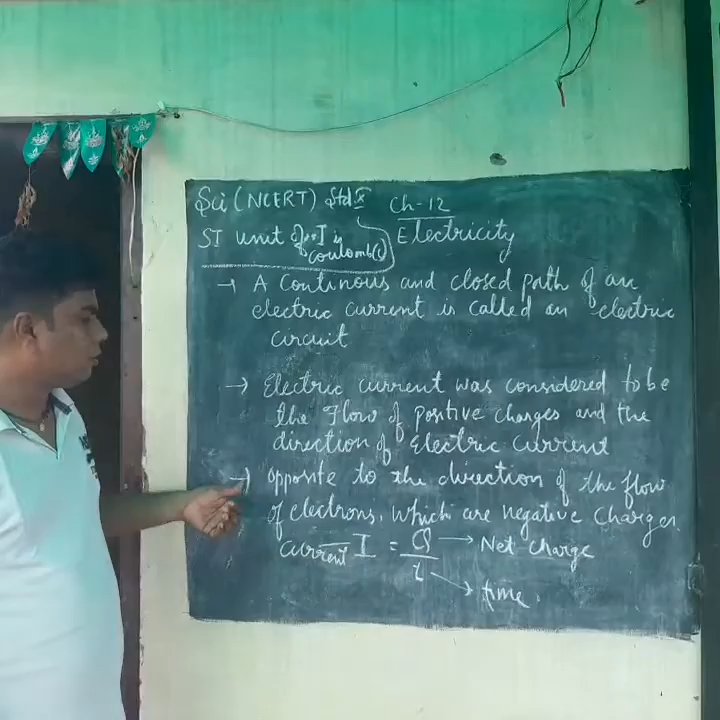 Sci (NCERT) Std X Ch-12
SI unit of I is Electricity
coulomb(c)
→ A Continous and closed path of an
electric current is called an electric
circuit
→ Electric current was considered to be
the Flow of positive charges and the
direction of Electric current
→ opposite to the direction of the flow
of electrons, which are negative Charges.
current I = Q/t → Net charge
→ time.